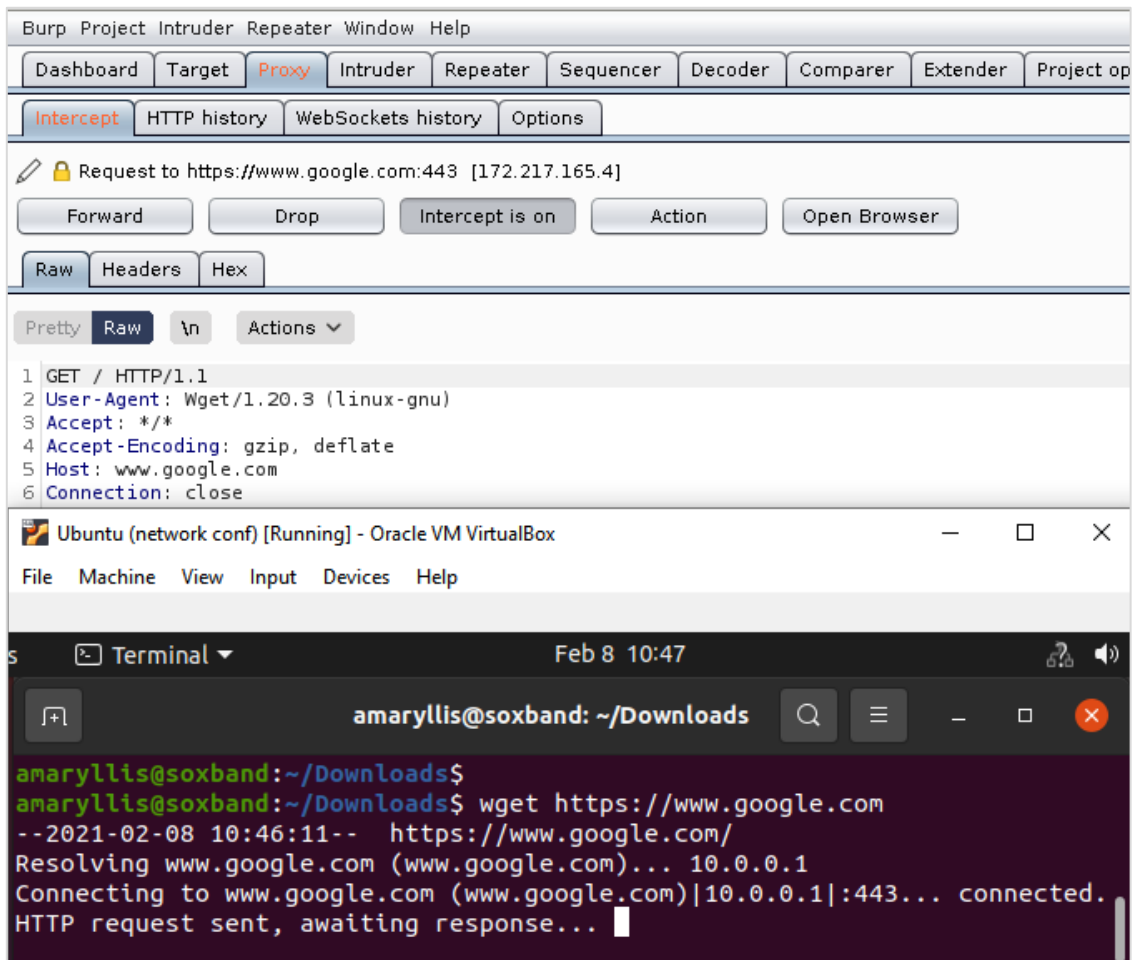 Burp Project Intruder Repeater Window Help
Dashboard Target Proxy Intruder Repeater Sequencer Decoder Comparer Extender Project op
Intercept HTTP history WebSockets history Options
Request to https://www.google.com:443 [172.217.165.4]
Forward Drop Intercept is on Action Open Browser
Raw Headers Hex
Pretty Raw \n Actions
1 GET / HTTP/1.1
2 User-Agent: Wget/1.20.3 (linux-gnu)
3 Accept: */*
4 Accept-Encoding: gzip, deflate
5 Host: www.google.com
6 Connection: close
Ubuntu (network conf) [Running] - Oracle VM VirtualBox
File Machine View Input Devices Help
s Terminal Feb 8 10:47
amaryllis@soxband: ~/Downloads
amaryllis@soxband:~/Downloads$
amaryllis@soxband:~/Downloads$ wget https://www.google.com
--2021-02-08 10:46:11-- https://www.google.com/
Resolving www.google.com (www.google.com)... 10.0.0.1
Connecting to www.google.com (www.google.com)|10.0.0.1|:443... connected.
HTTP request sent, awaiting response...